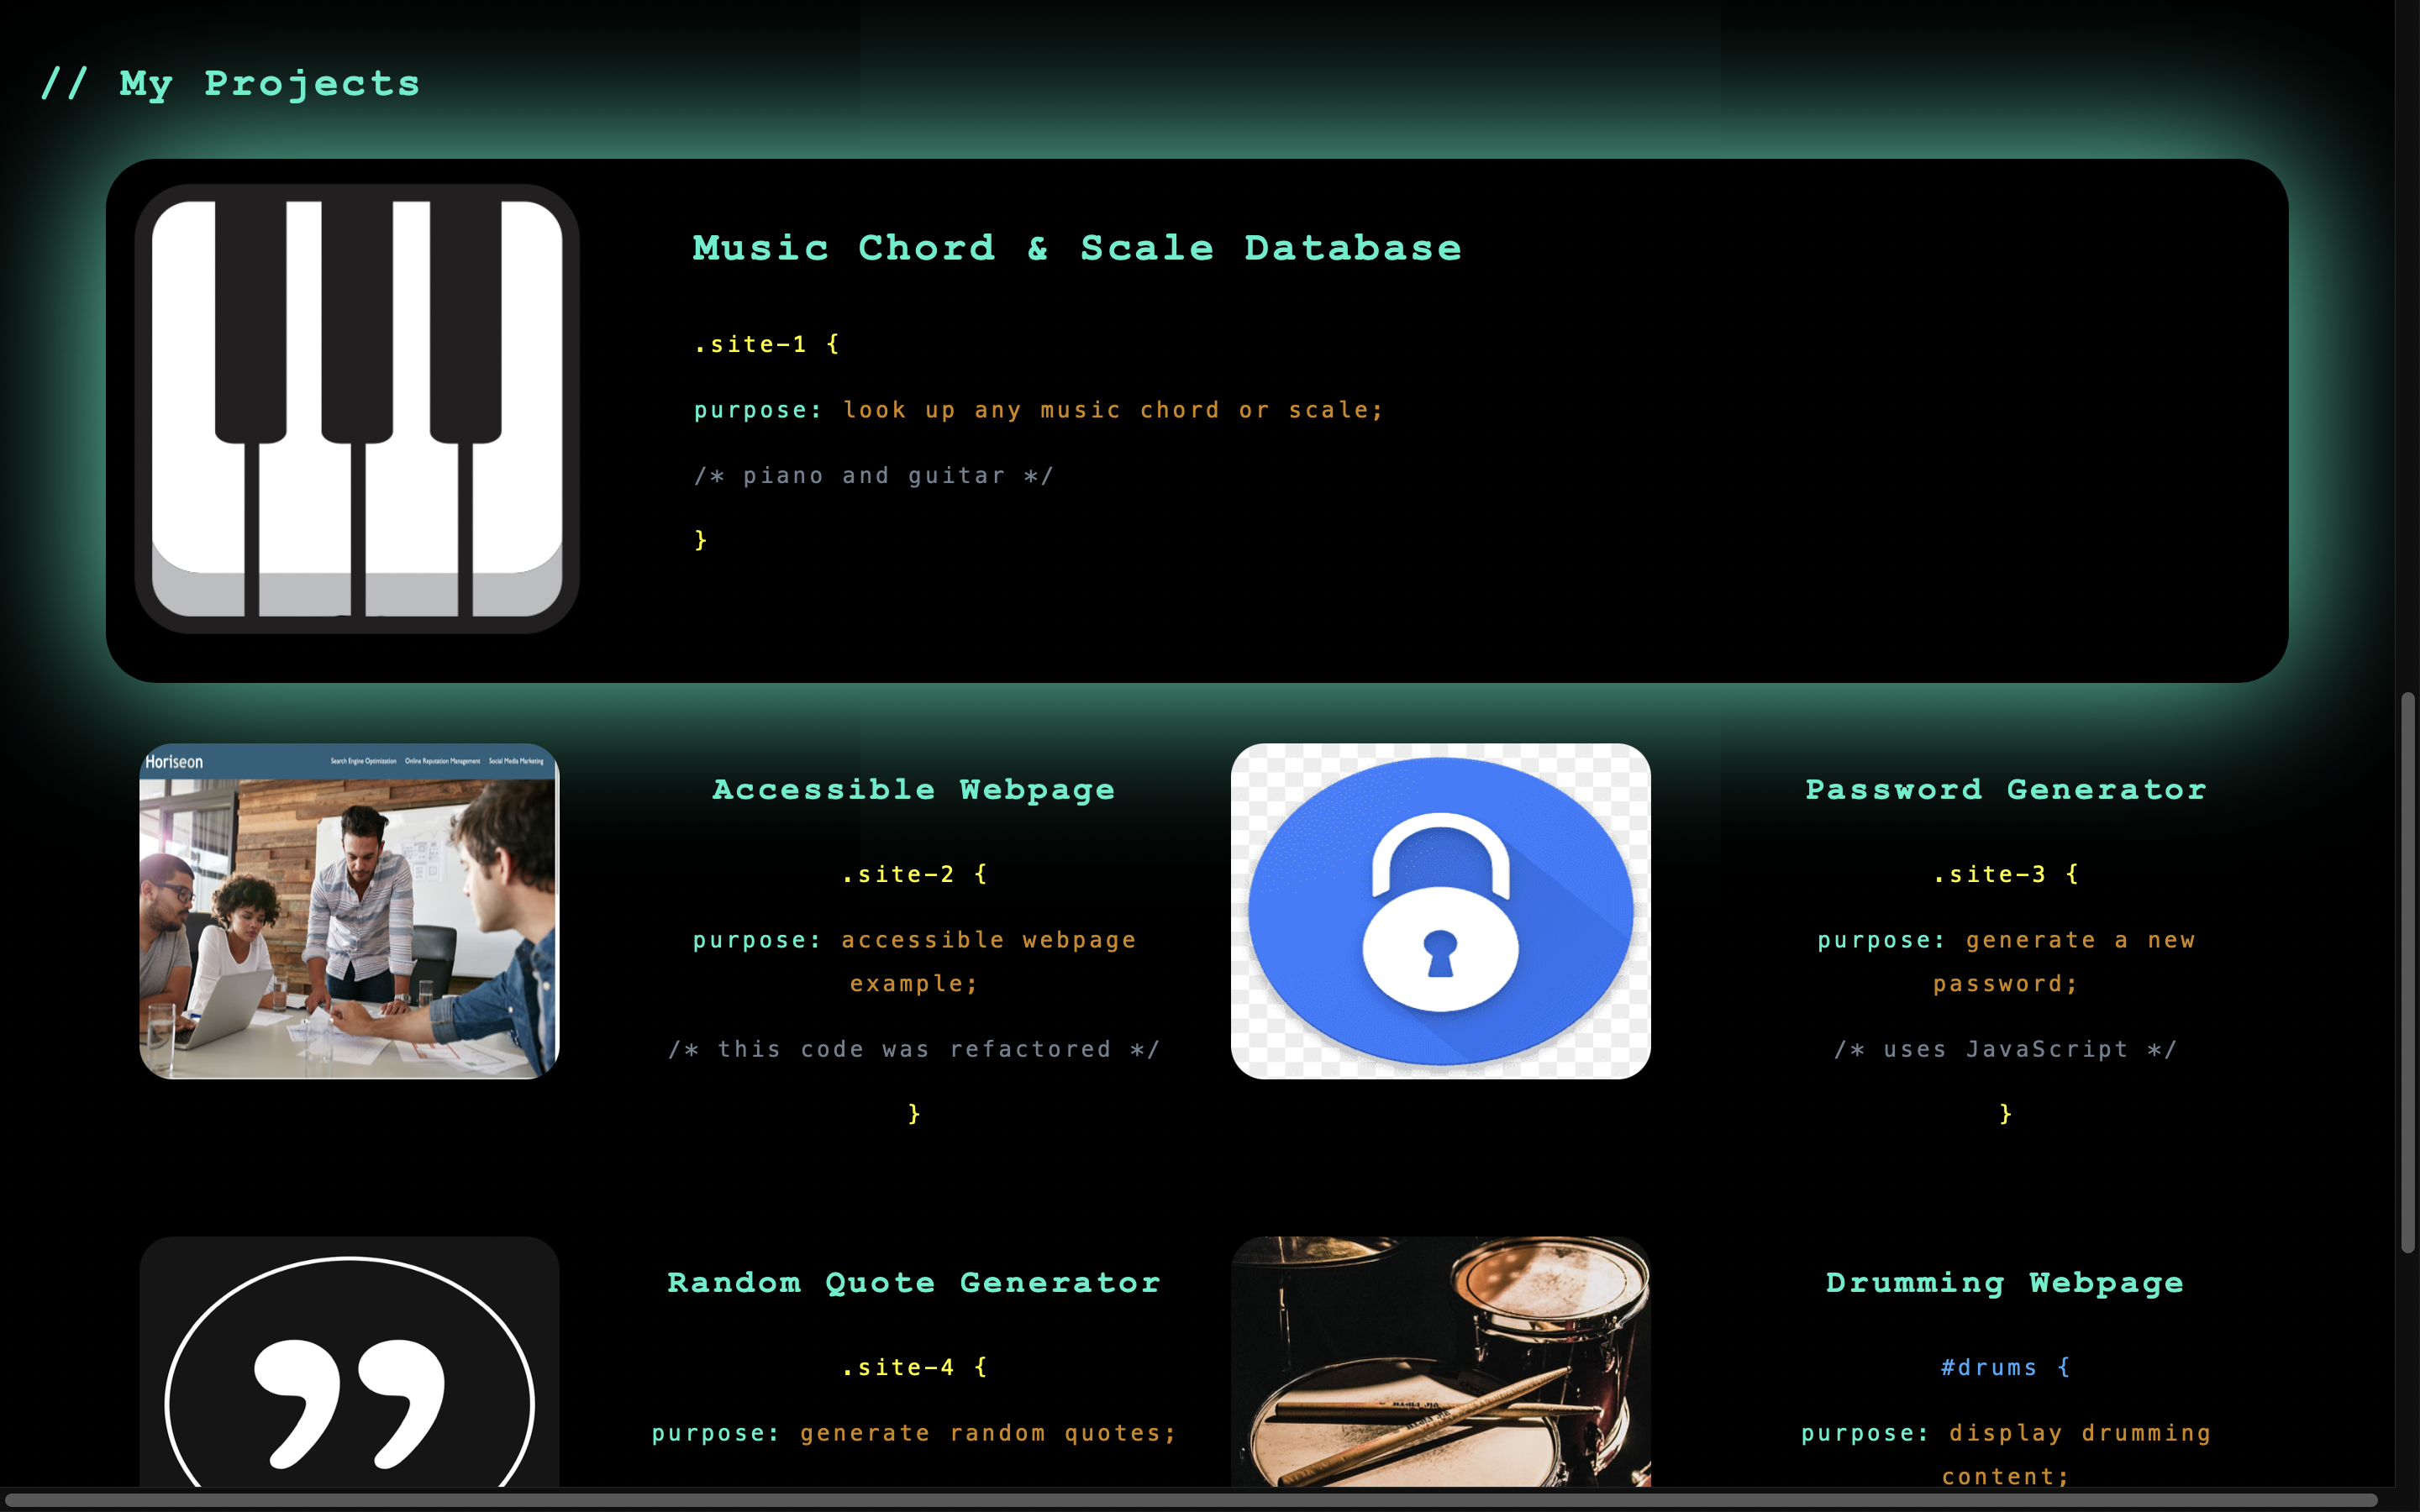 // My Projects
Music Chord & Scale Database
.site-1 {
purpose: look up any music chord or scale;
/* piano and guitar */
}
Horiseon
Search Engine Optimization Online Reputation Management Social Media Marketing
Accessible Webpage
.site-2 {
purpose: accessible webpage
example;
/* this code was refactored */
}
Password Generator
.site-3 {
purpose: generate a new
password;
/* uses JavaScript */
}
Random Quote Generator
.site-4 {
purpose: generate random quotes;
Drumming Webpage
#drums {
purpose: display drumming
content;